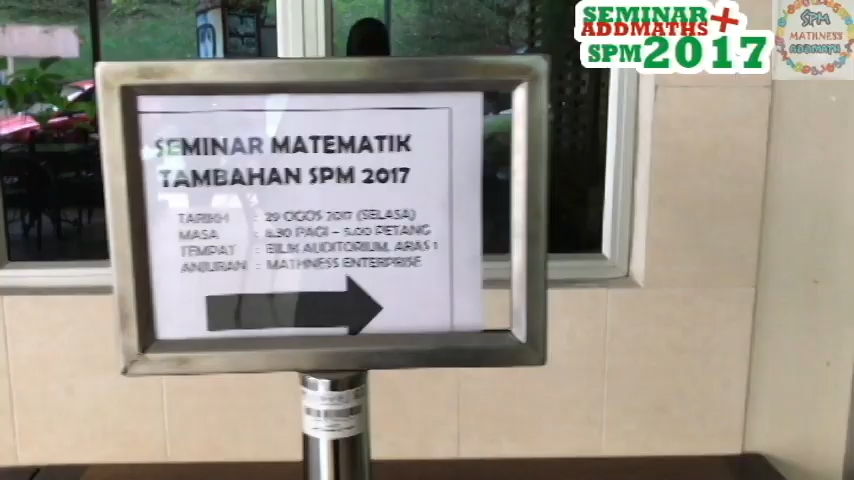 SEMINAR +
ADDMATHS
SPM 2017
SPM
MATHNESS
ADDMATH
SEMINAR MATEMATIK
TAMBAHAN SPM 2017
TARIKH : 29 OGOS 2017 (SELASA)
MASA : 8.30 PAGI – 5.00 PETANG
TEMPAT : BILIK AUDITORIUM, ARAS 1
ANJURAN : MATHNESS ENTERPRISE